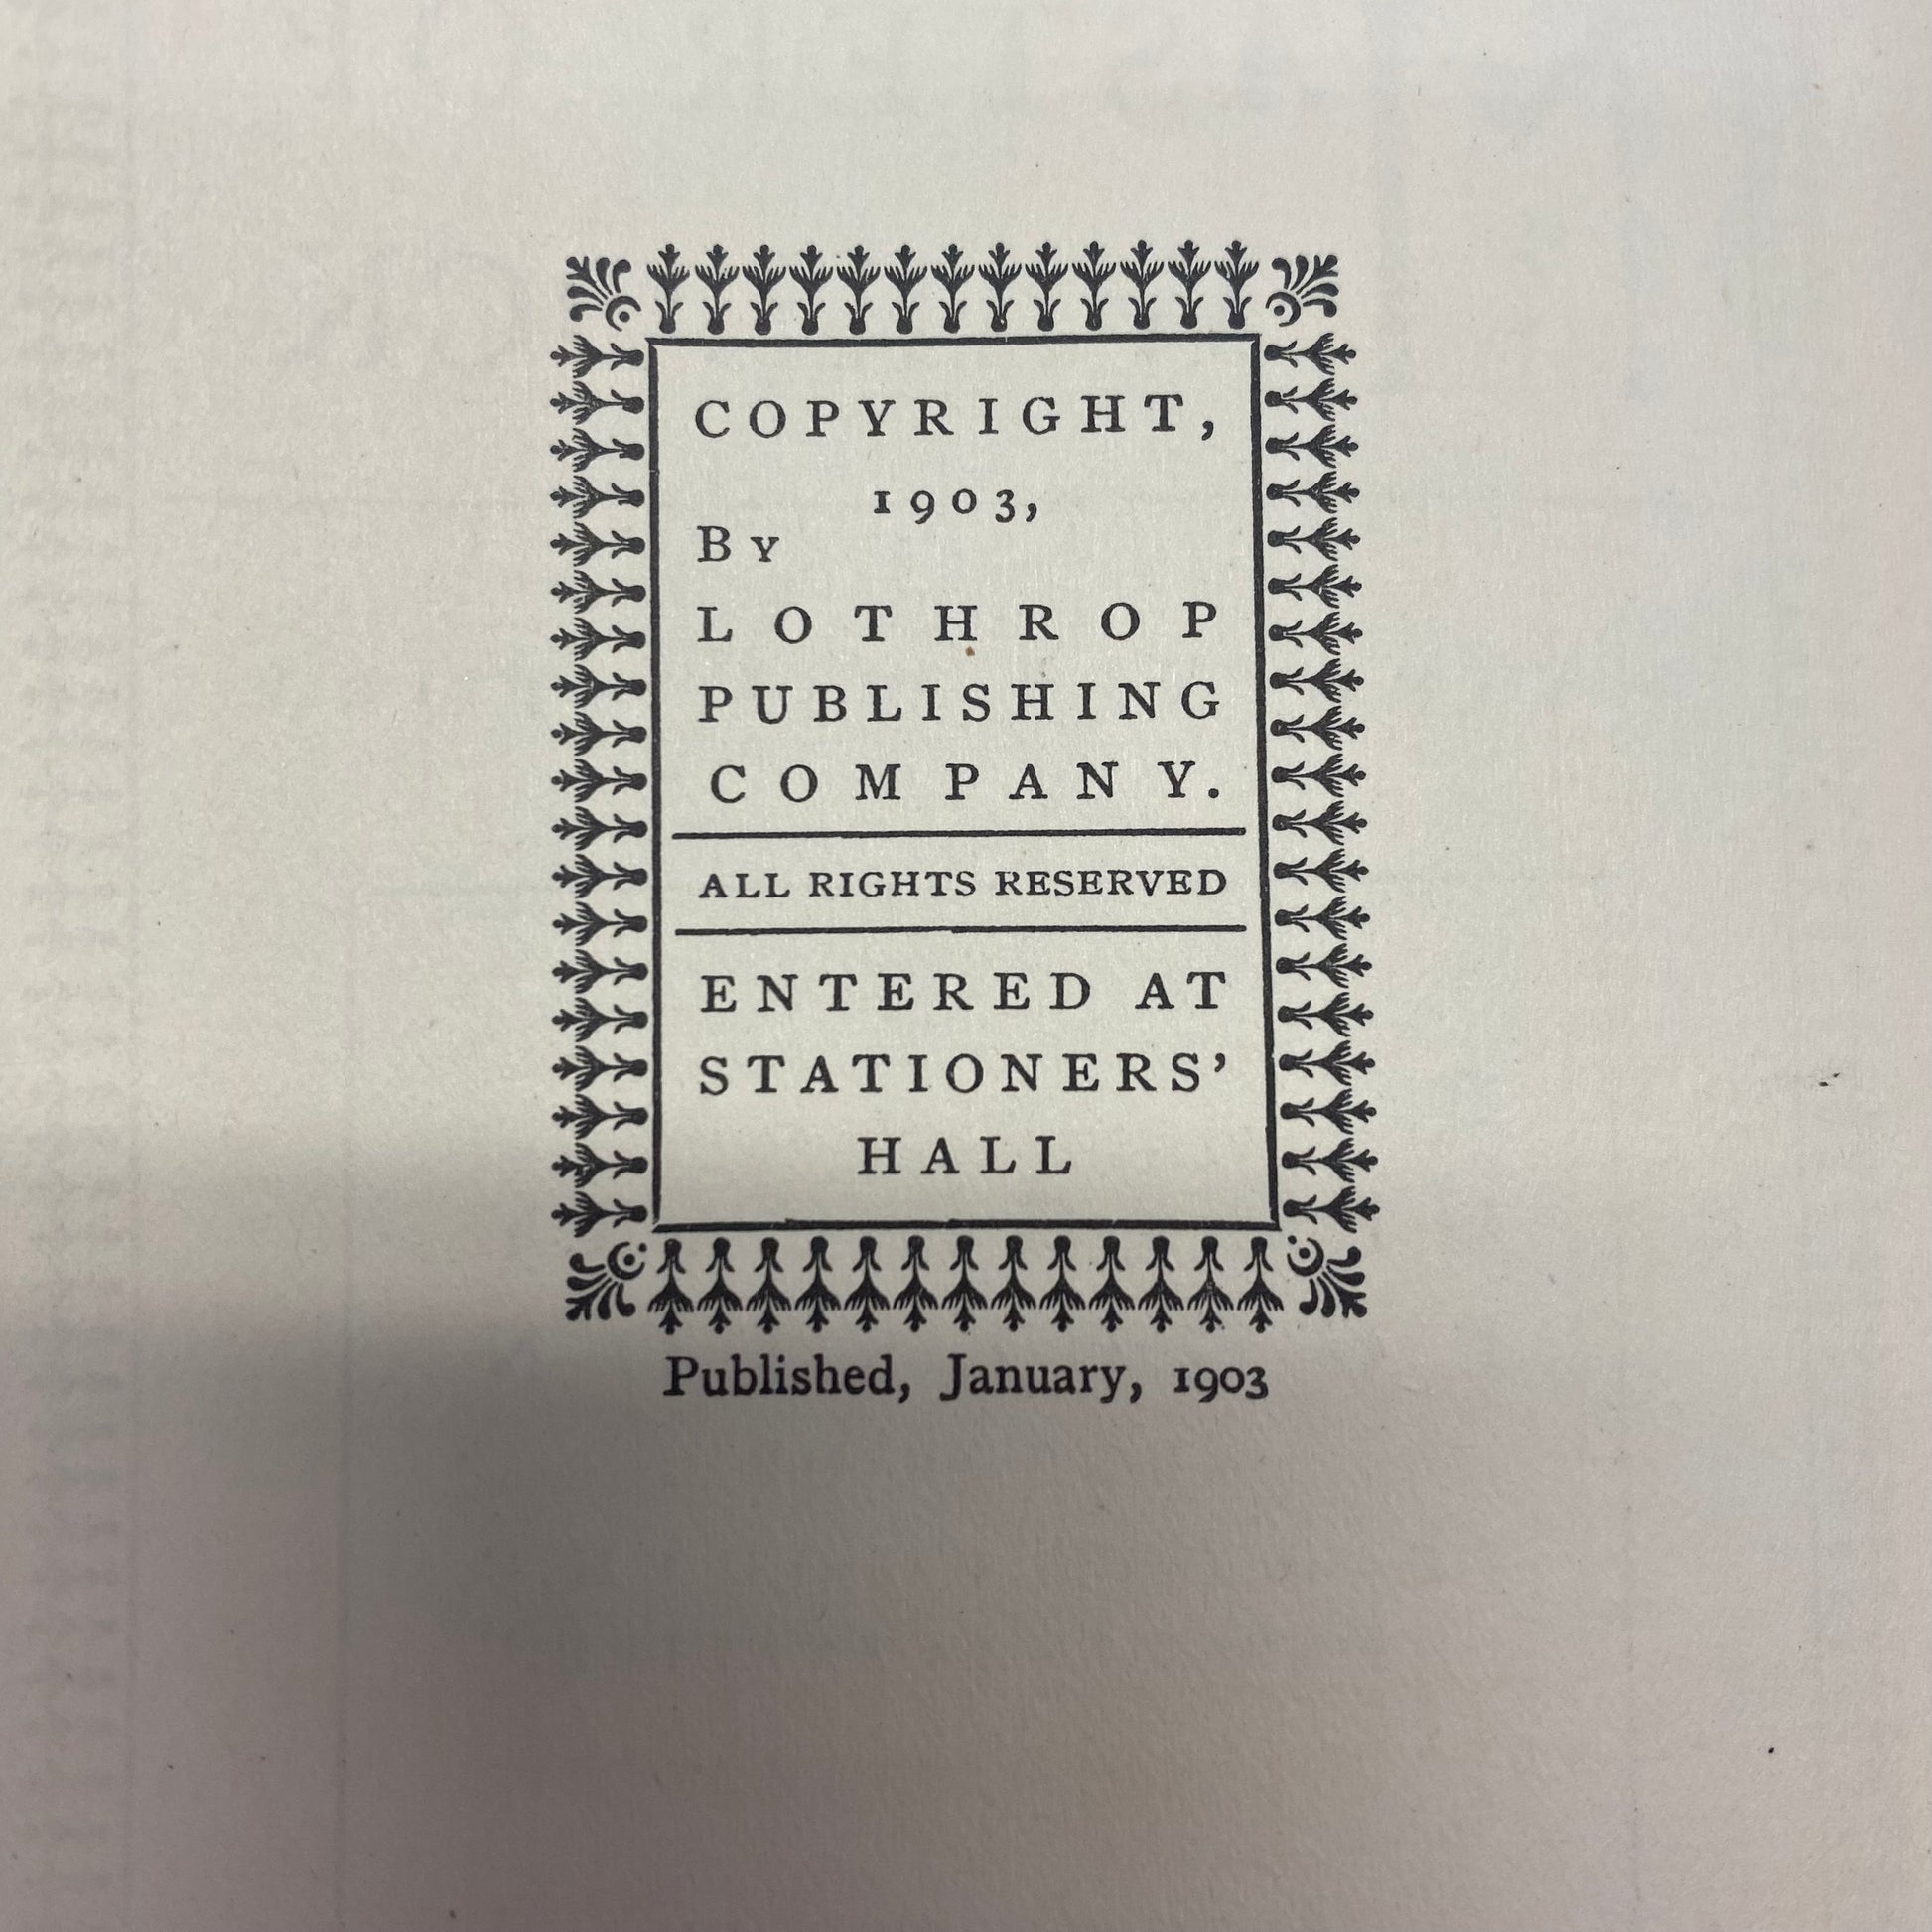 COPYRIGHT,
1903,
By
LOTHROP
PUBLISHING
COMPANY.
ALL RIGHTS RESERVED
ENTERED AT
STATIONERS’
HALL
Published, January, 1903